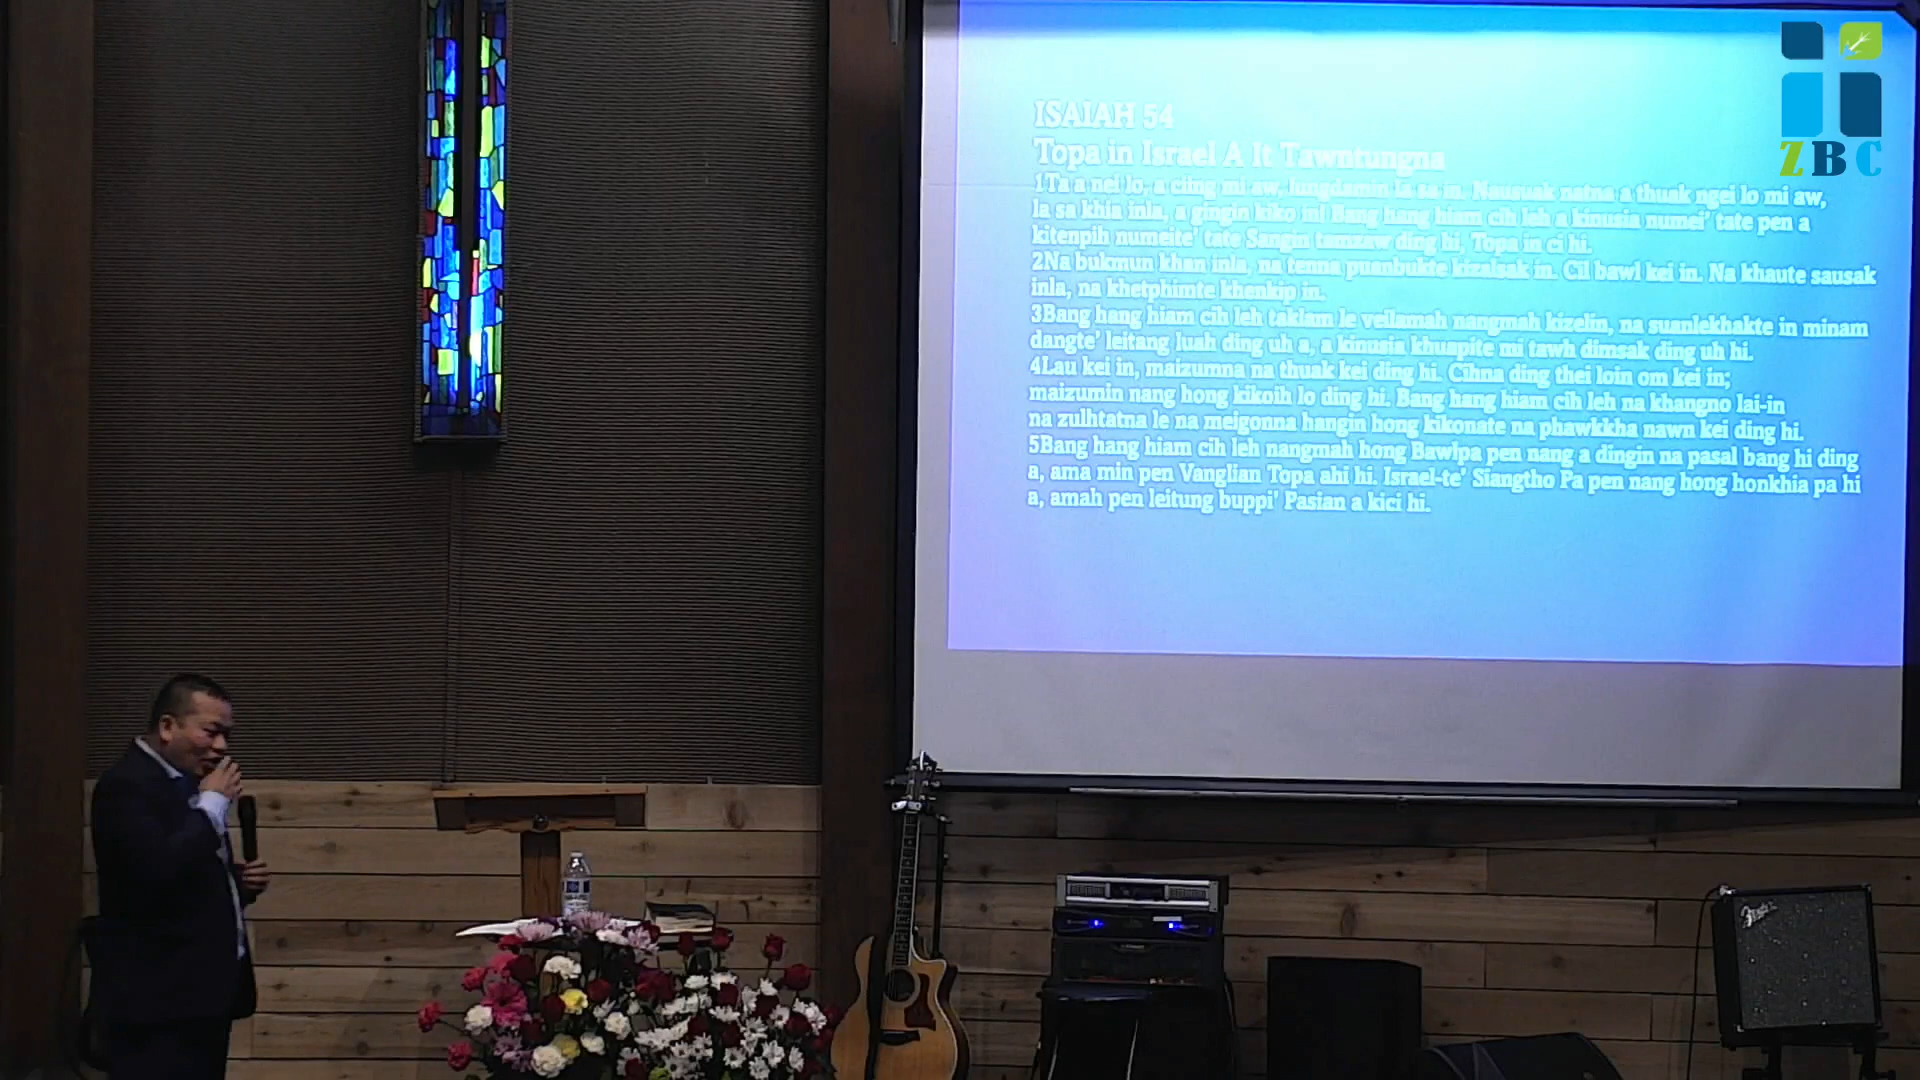 ISAIAH 54
Topa in Israel A It Tawntungna
1Ta a nei lo, a ciing mi aw, lungdamin la sa in. Nausuak natna a thuak ngei lo mi aw,
la sa khia inla, a gingin kiko in! Bang hang hiam cih leh a kinusia numei' tate pen a
kitenpih numeite' tate Sangin tamzaw ding hi, Topa in ci hi.
2Na bukmun khan inla, na tenna puanbukte kizaisak in. Cil bawl kei in. Na khaute sausak
inla, na khetphimte khenkip in.
3Bang hang hiam cih leh taklam le veilamah nangmah kizelin, na suanlekhakte in minam
dangte' leitang luah ding uh a, a kinusia khuapite mi tawh dimsak ding uh hi.
4Lau kei in, maizumna na thuak kei ding hi. Cihna ding thei loin om kei in;
maizumin nang hong kikoih lo ding hi. Bang hang hiam cih leh na khangno lai-in
na zulhtatna le na meigonna hangin hong kikonate na phawkkha nawn kei ding hi.
5Bang hang hiam cih leh nangmah hong Bawlpa pen nang a dingin na pasal bang hi ding
a, ama min pen Vanglian Topa ahi hi. Israel-te' Siangtho Pa pen nang hong honkhia pa hi
a, amah pen leitung buppi' Pasian a kici hi.
ZBC
Fender